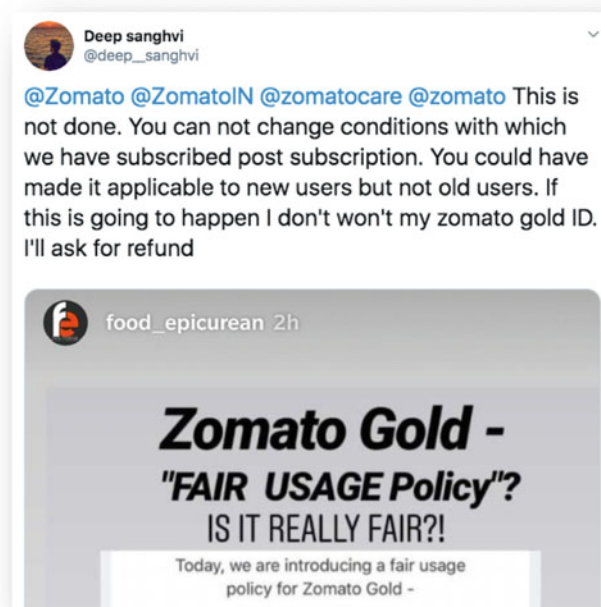 Deep sanghvi
@deep__sanghvi
@Zomato @ZomatoIN @zomatocare @zomato This is
not done. You can not change conditions with which
we have subscribed post subscription. You could have
made it applicable to new users but not old users. If
this is going to happen I don't won't my zomato gold ID.
I'll ask for refund
fe
food_epicurean 2h
Zomato Gold -
"FAIR USAGE Policy"?
IS IT REALLY FAIR?!
Today, we are introducing a fair usage
policy for Zomato Gold -